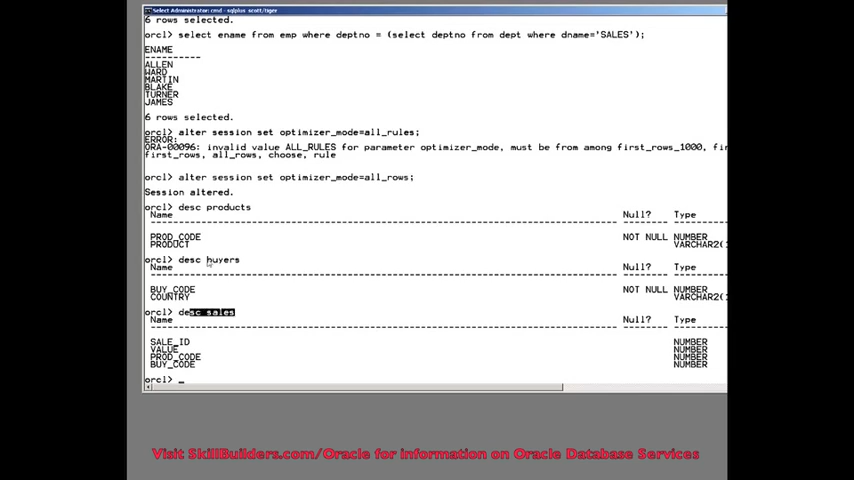 Select Administrator: cmd - sqlplus scott/tiger
6 rows selected.
orcl> select ename from emp where deptno = (select deptno from dept where dname='SALES');
ENAME
----------
ALLEN
WARD
MARTIN
BLAKE
TURNER
JAMES
6 rows selected.
orcl> alter session set optimizer_mode=all_rules;
ERROR:
ORA-00096: invalid value ALL_RULES for parameter optimizer_mode, must be from among first_rows_1000, fir
first_rows, all_rows, choose, rule
orcl> alter session set optimizer_mode=all_rows;
Session altered.
orcl> desc products
Name Null? Type
PROD_CODE NOT NULL NUMBER
PRODUCT VARCHAR2(
orcl> desc buyers
Name Null? Type
BUY_CODE NOT NULL NUMBER
COUNTRY VARCHAR2(
orcl> desc sales
Name Null? Type
SALE_ID NUMBER
VALUE NUMBER
PROD_CODE NUMBER
BUY_CODE NUMBER
orcl> _
Visit SkillBuilders.com/Oracle for information on Oracle Database Services